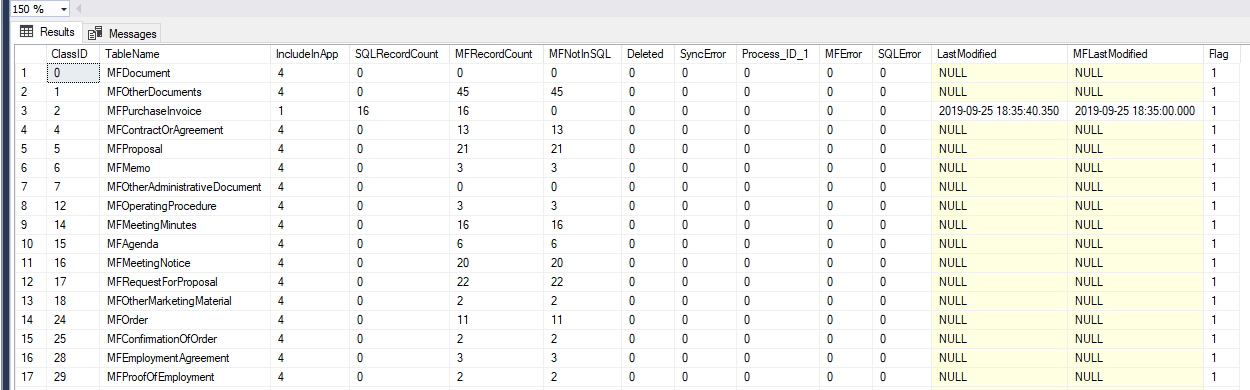 150 %
Results Messages
ClassID TableName IncludeInApp SQLRecordCount MFRecordCount MFNotInSQL Deleted SyncError Process_ID_1 MFError SQLError LastModified MFLastModified Flag
1 0 MFDocument 4 0 0 0 0 0 0 0 0 NULL NULL 1
2 1 MFOtherDocuments 4 0 45 45 0 0 0 0 0 NULL NULL 1
3 2 MFPurchaseInvoice 1 16 16 0 0 0 0 0 0 2019-09-25 18:35:40.350 2019-09-25 18:35:00.000 1
4 4 MFContractOrAgreement 4 0 13 13 0 0 0 0 0 NULL NULL 1
5 5 MFProposal 4 0 21 21 0 0 0 0 0 NULL NULL 1
6 6 MFMemo 4 0 3 3 0 0 0 0 0 NULL NULL 1
7 7 MFOtherAdministrativeDocument 4 0 0 0 0 0 0 0 0 NULL NULL 1
8 12 MFOperatingProcedure 4 0 3 3 0 0 0 0 0 NULL NULL 1
9 14 MFMeetingMinutes 4 0 16 16 0 0 0 0 0 NULL NULL 1
10 15 MFAgenda 4 0 6 6 0 0 0 0 0 NULL NULL 1
11 16 MFMeetingNotice 4 0 20 20 0 0 0 0 0 NULL NULL 1
12 17 MFRequestForProposal 4 0 22 22 0 0 0 0 0 NULL NULL 1
13 18 MFOtherMarketingMaterial 4 0 2 2 0 0 0 0 0 NULL NULL 1
14 24 MFOrder 4 0 11 11 0 0 0 0 0 NULL NULL 1
15 25 MFConfirmationOfOrder 4 0 2 2 0 0 0 0 0 NULL NULL 1
16 28 MFEmploymentAgreement 4 0 3 3 0 0 0 0 0 NULL NULL 1
17 29 MFProofOfEmployment 4 0 2 2 0 0 0 0 0 NULL NULL 1